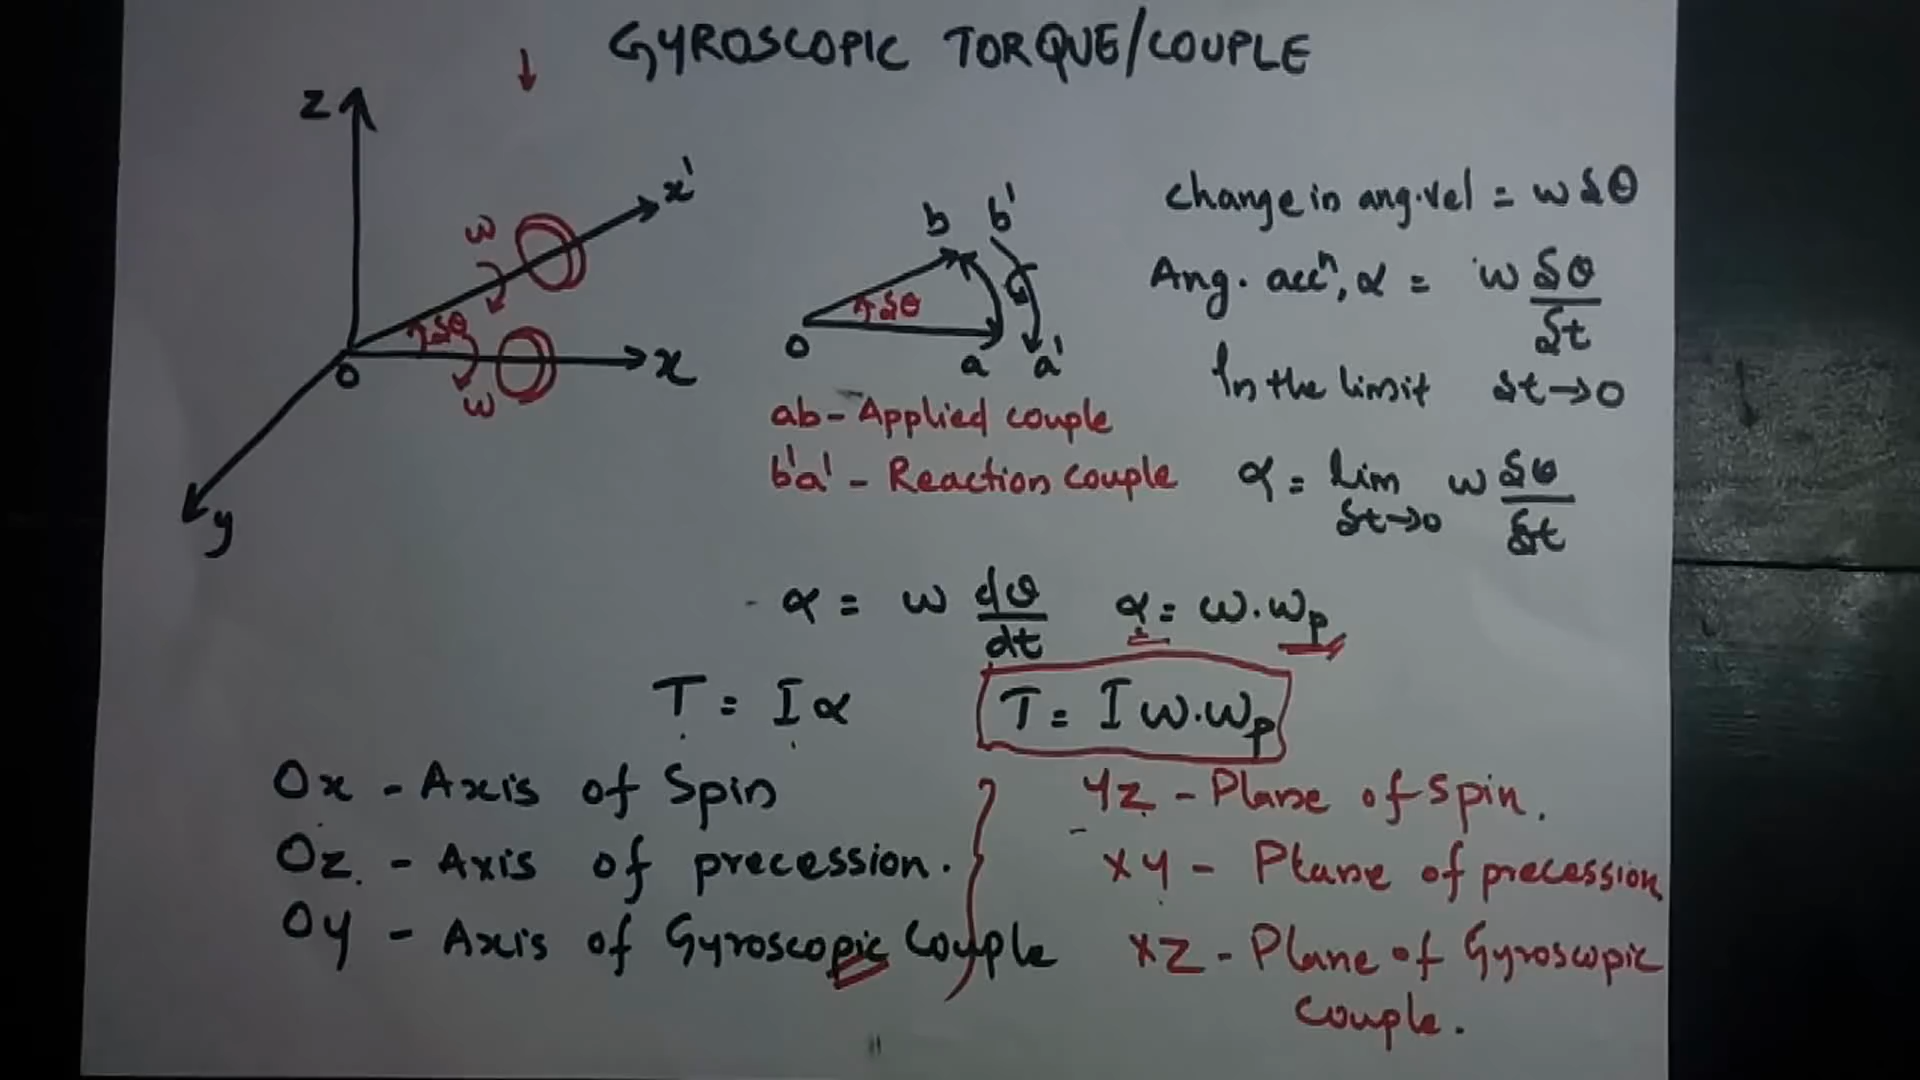 GYROSCOPIC TORQUE/COUPLE
z
x'
ω
δθ
x
ω
o
y
b b'
δθ
o
a a'
ab - Applied couple
b'a' - Reaction couple
Change in ang.vel = ωδθ
Ang. accⁿ, α = ω δθ/δt
In the limit δt→0
α = lim δt→0 ω δθ/δt
α = ω dθ/dt α = ω.ωp
T = Iα T = Iω.ωp
Ox - Axis of Spin
Oz. - Axis of precession.
Oy - Axis of Gyroscopic Couple
YZ - Plane of spin.
XY - Plane of precession
XZ - Plane of Gyroscopic
couple.